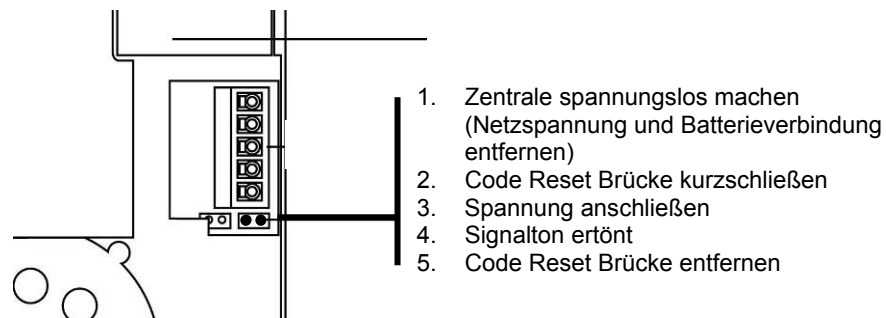 1. Zentrale spannungslos machen
(Netzspannung und Batterieverbindung
entfernen)
2. Code Reset Brücke kurzschließen
3. Spannung anschließen
4. Signalton ertönt
5. Code Reset Brücke entfernen